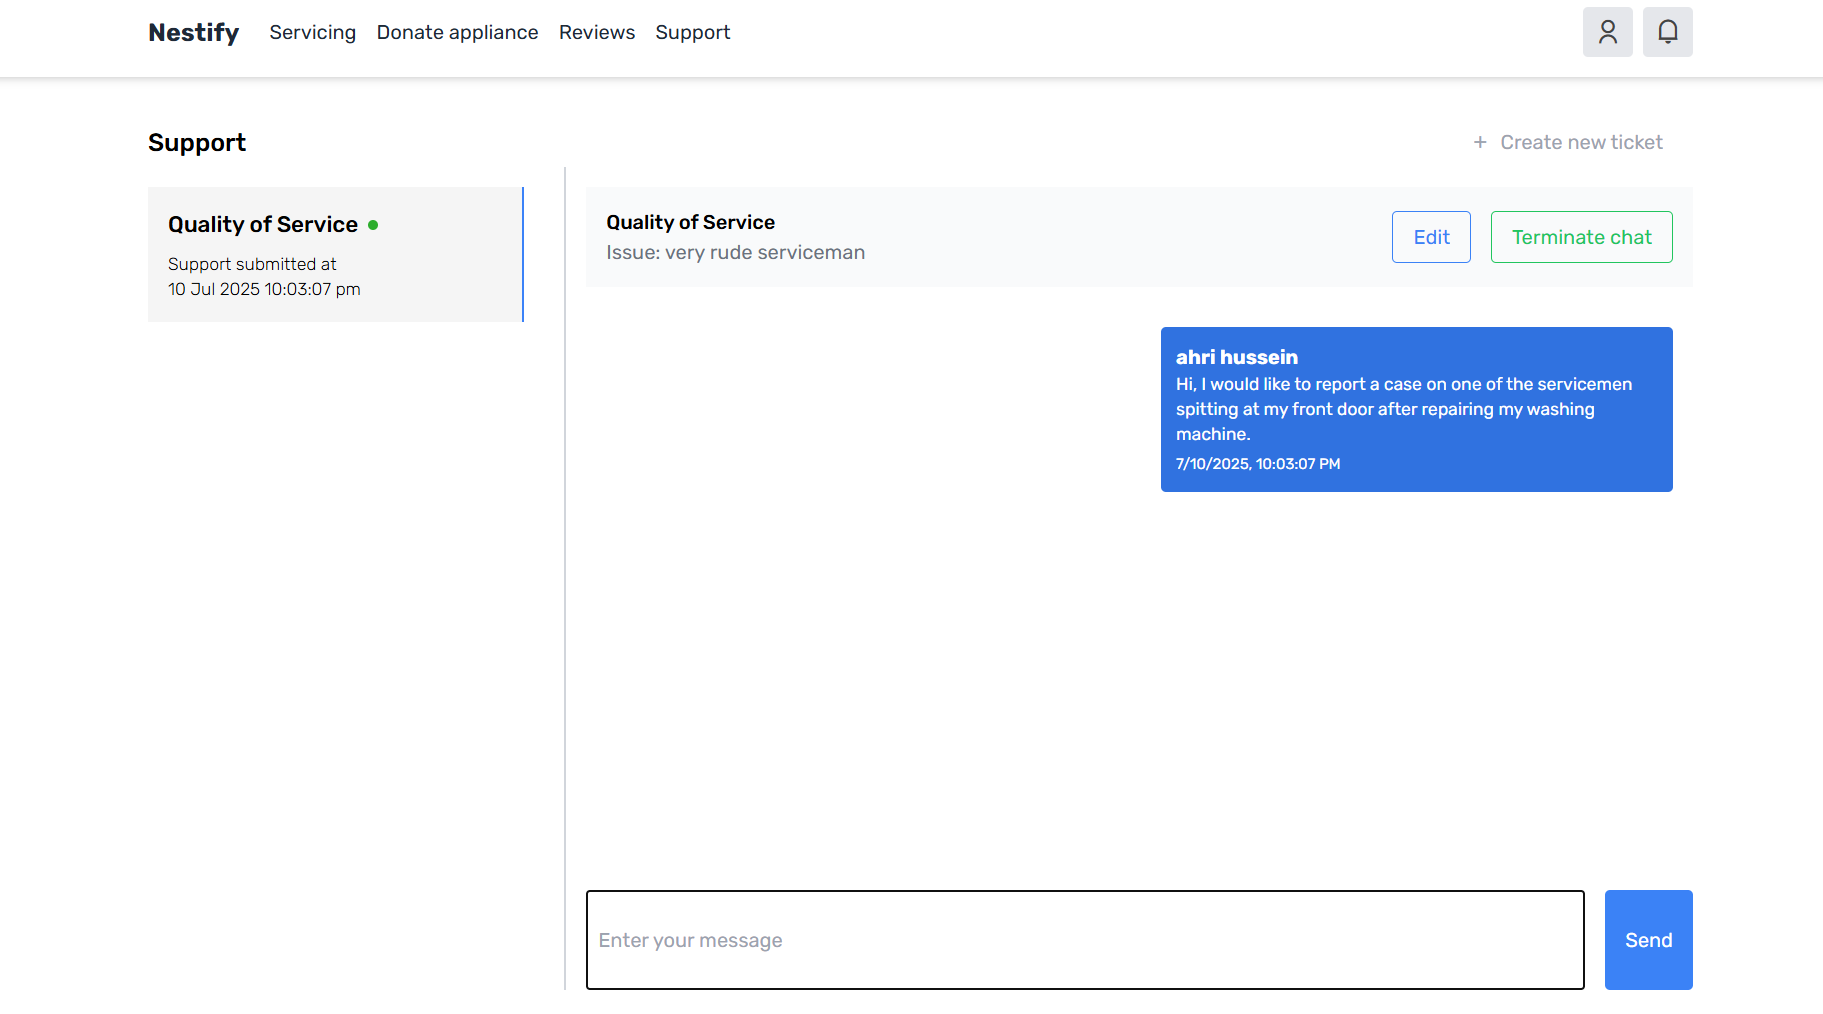 Nestify Servicing Donate appliance Reviews Support
Support
+ Create new ticket
Quality of Service
Support submitted at
10 Jul 2025 10:03:07 pm
Quality of Service
Issue: very rude serviceman
Edit
Terminate chat
ahri hussein
Hi, I would like to report a case on one of the servicemen
spitting at my front door after repairing my washing
machine.
7/10/2025, 10:03:07 PM
Enter your message
Send